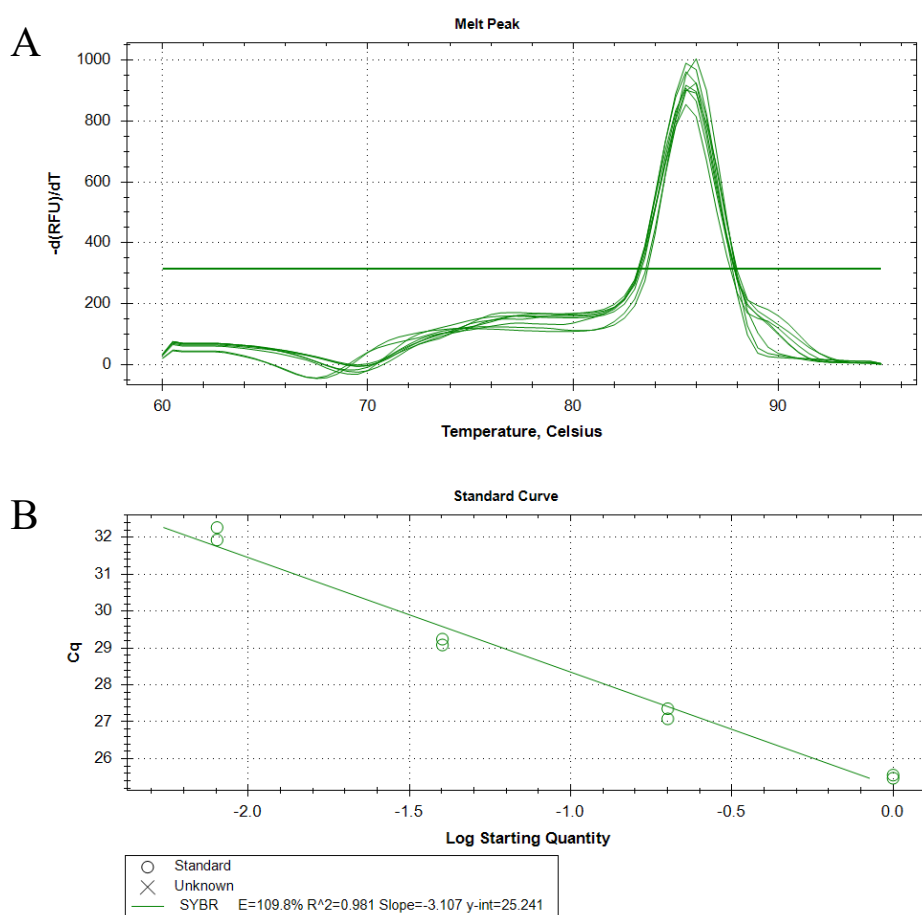 A
Melt Peak
1000
800
600
400
200
0
-d(RFU)/dT
60 70 80 90
Temperature, Celsius
B
Standard Curve
32
31
30
29
28
27
26
Cq
-2.0 -1.5 -1.0 -0.5 0.0
Log Starting Quantity
Standard
Unknown
SYBR E=109.8% R^2=0.981 Slope=-3.107 y-int=25.241